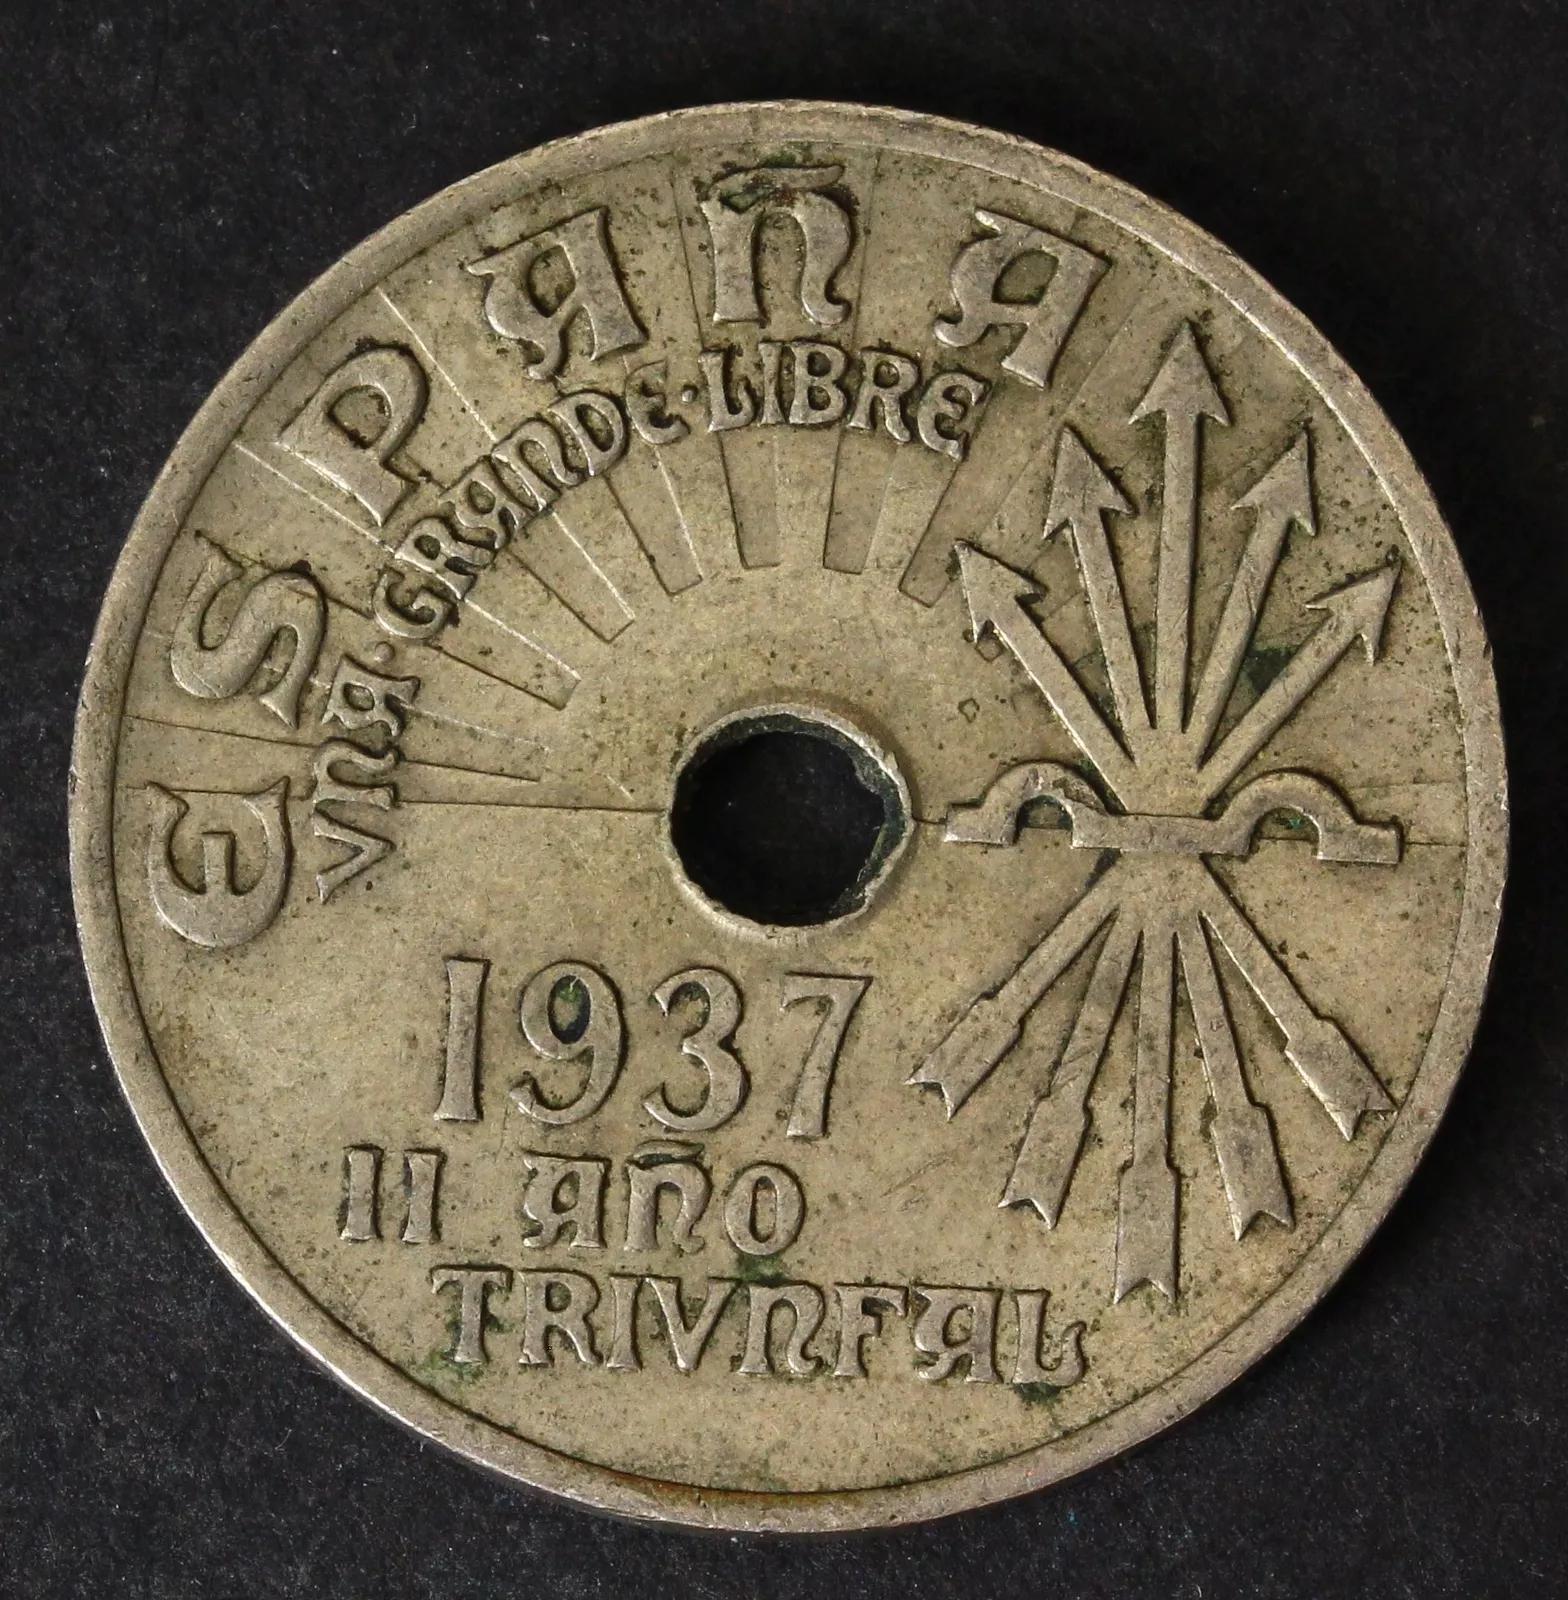 ESPAÑA
VNA·GRANDE·LIBRE
1937
II AÑO
TRIVNFAL